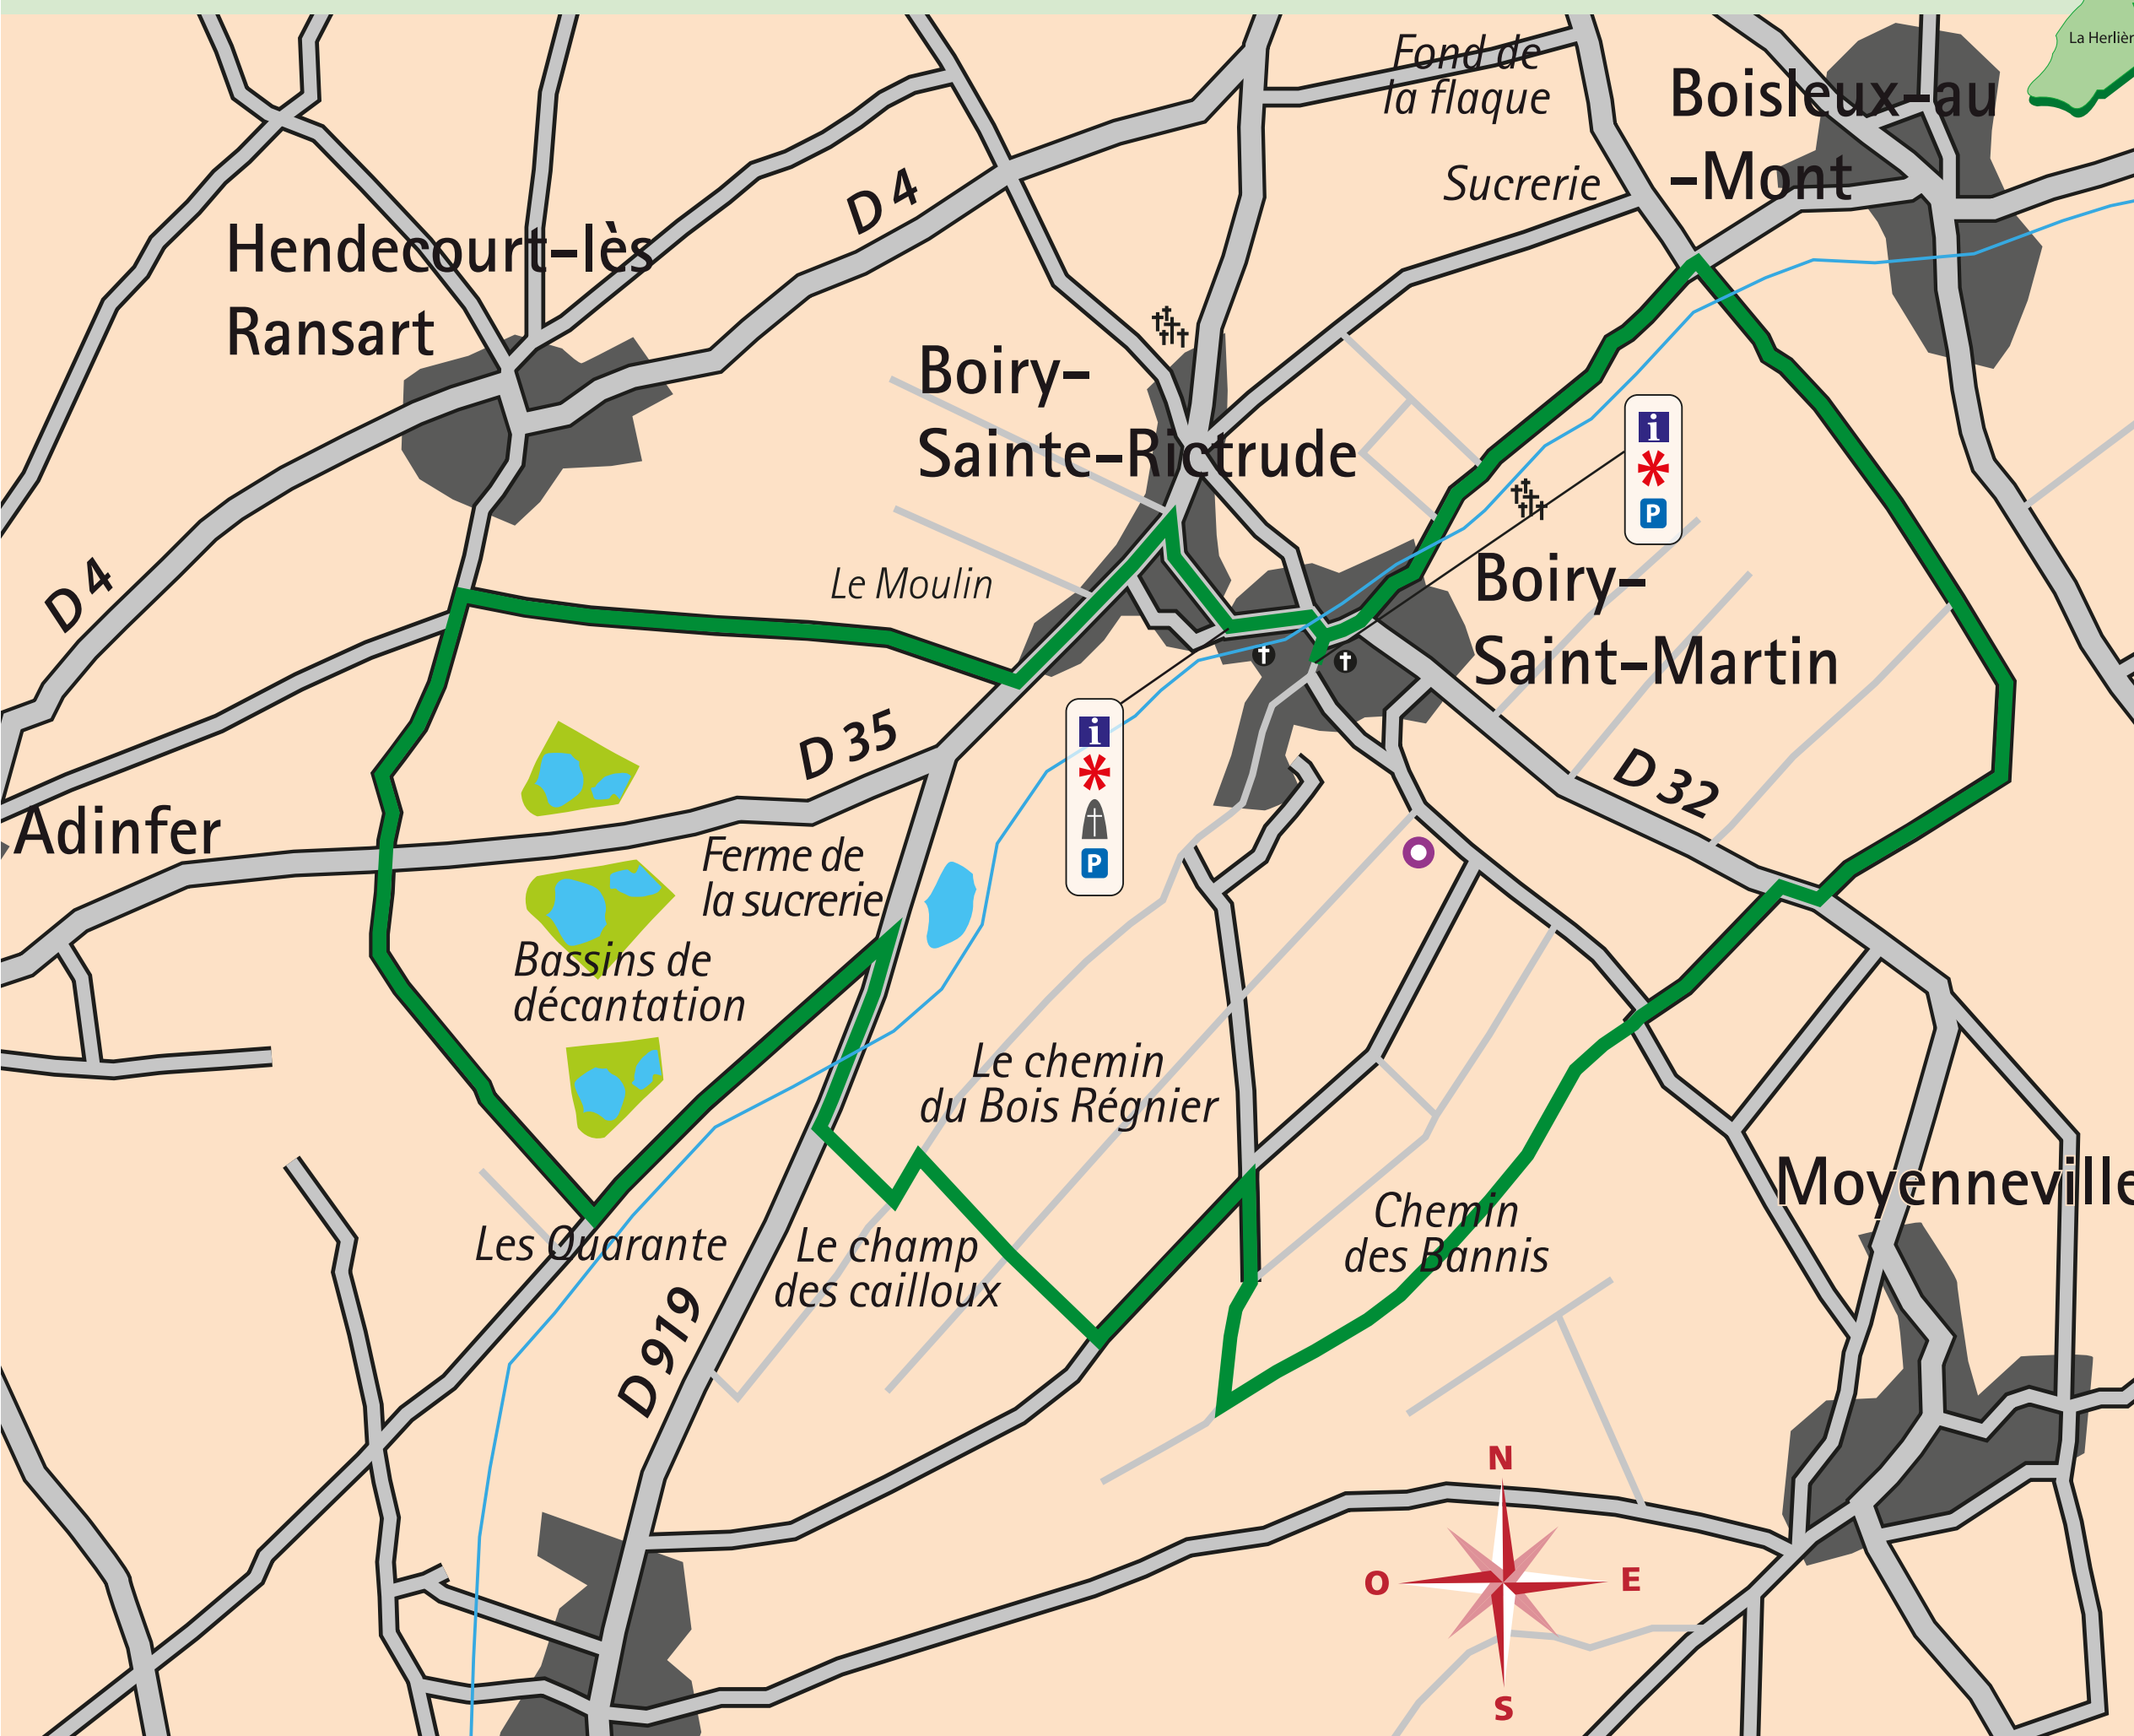 La Herlièr
Fond de
la flaque
Boisleux-au
-Mont
Sucrerie
D 4
Hendecourt-lès
Ransart
Boiry-
Sainte-Rictrude
i
P
D 4
Le Moulin
Boiry-
Saint-Martin
D 35
i
P
D 32
Adinfer
Ferme de
la sucrerie
Bassins de
décantation
Le chemin
du Bois Régnier
Moyenneville
Chemin
des Bannis
Les Quarante
Le champ
des cailloux
D 919
N
O
E
S